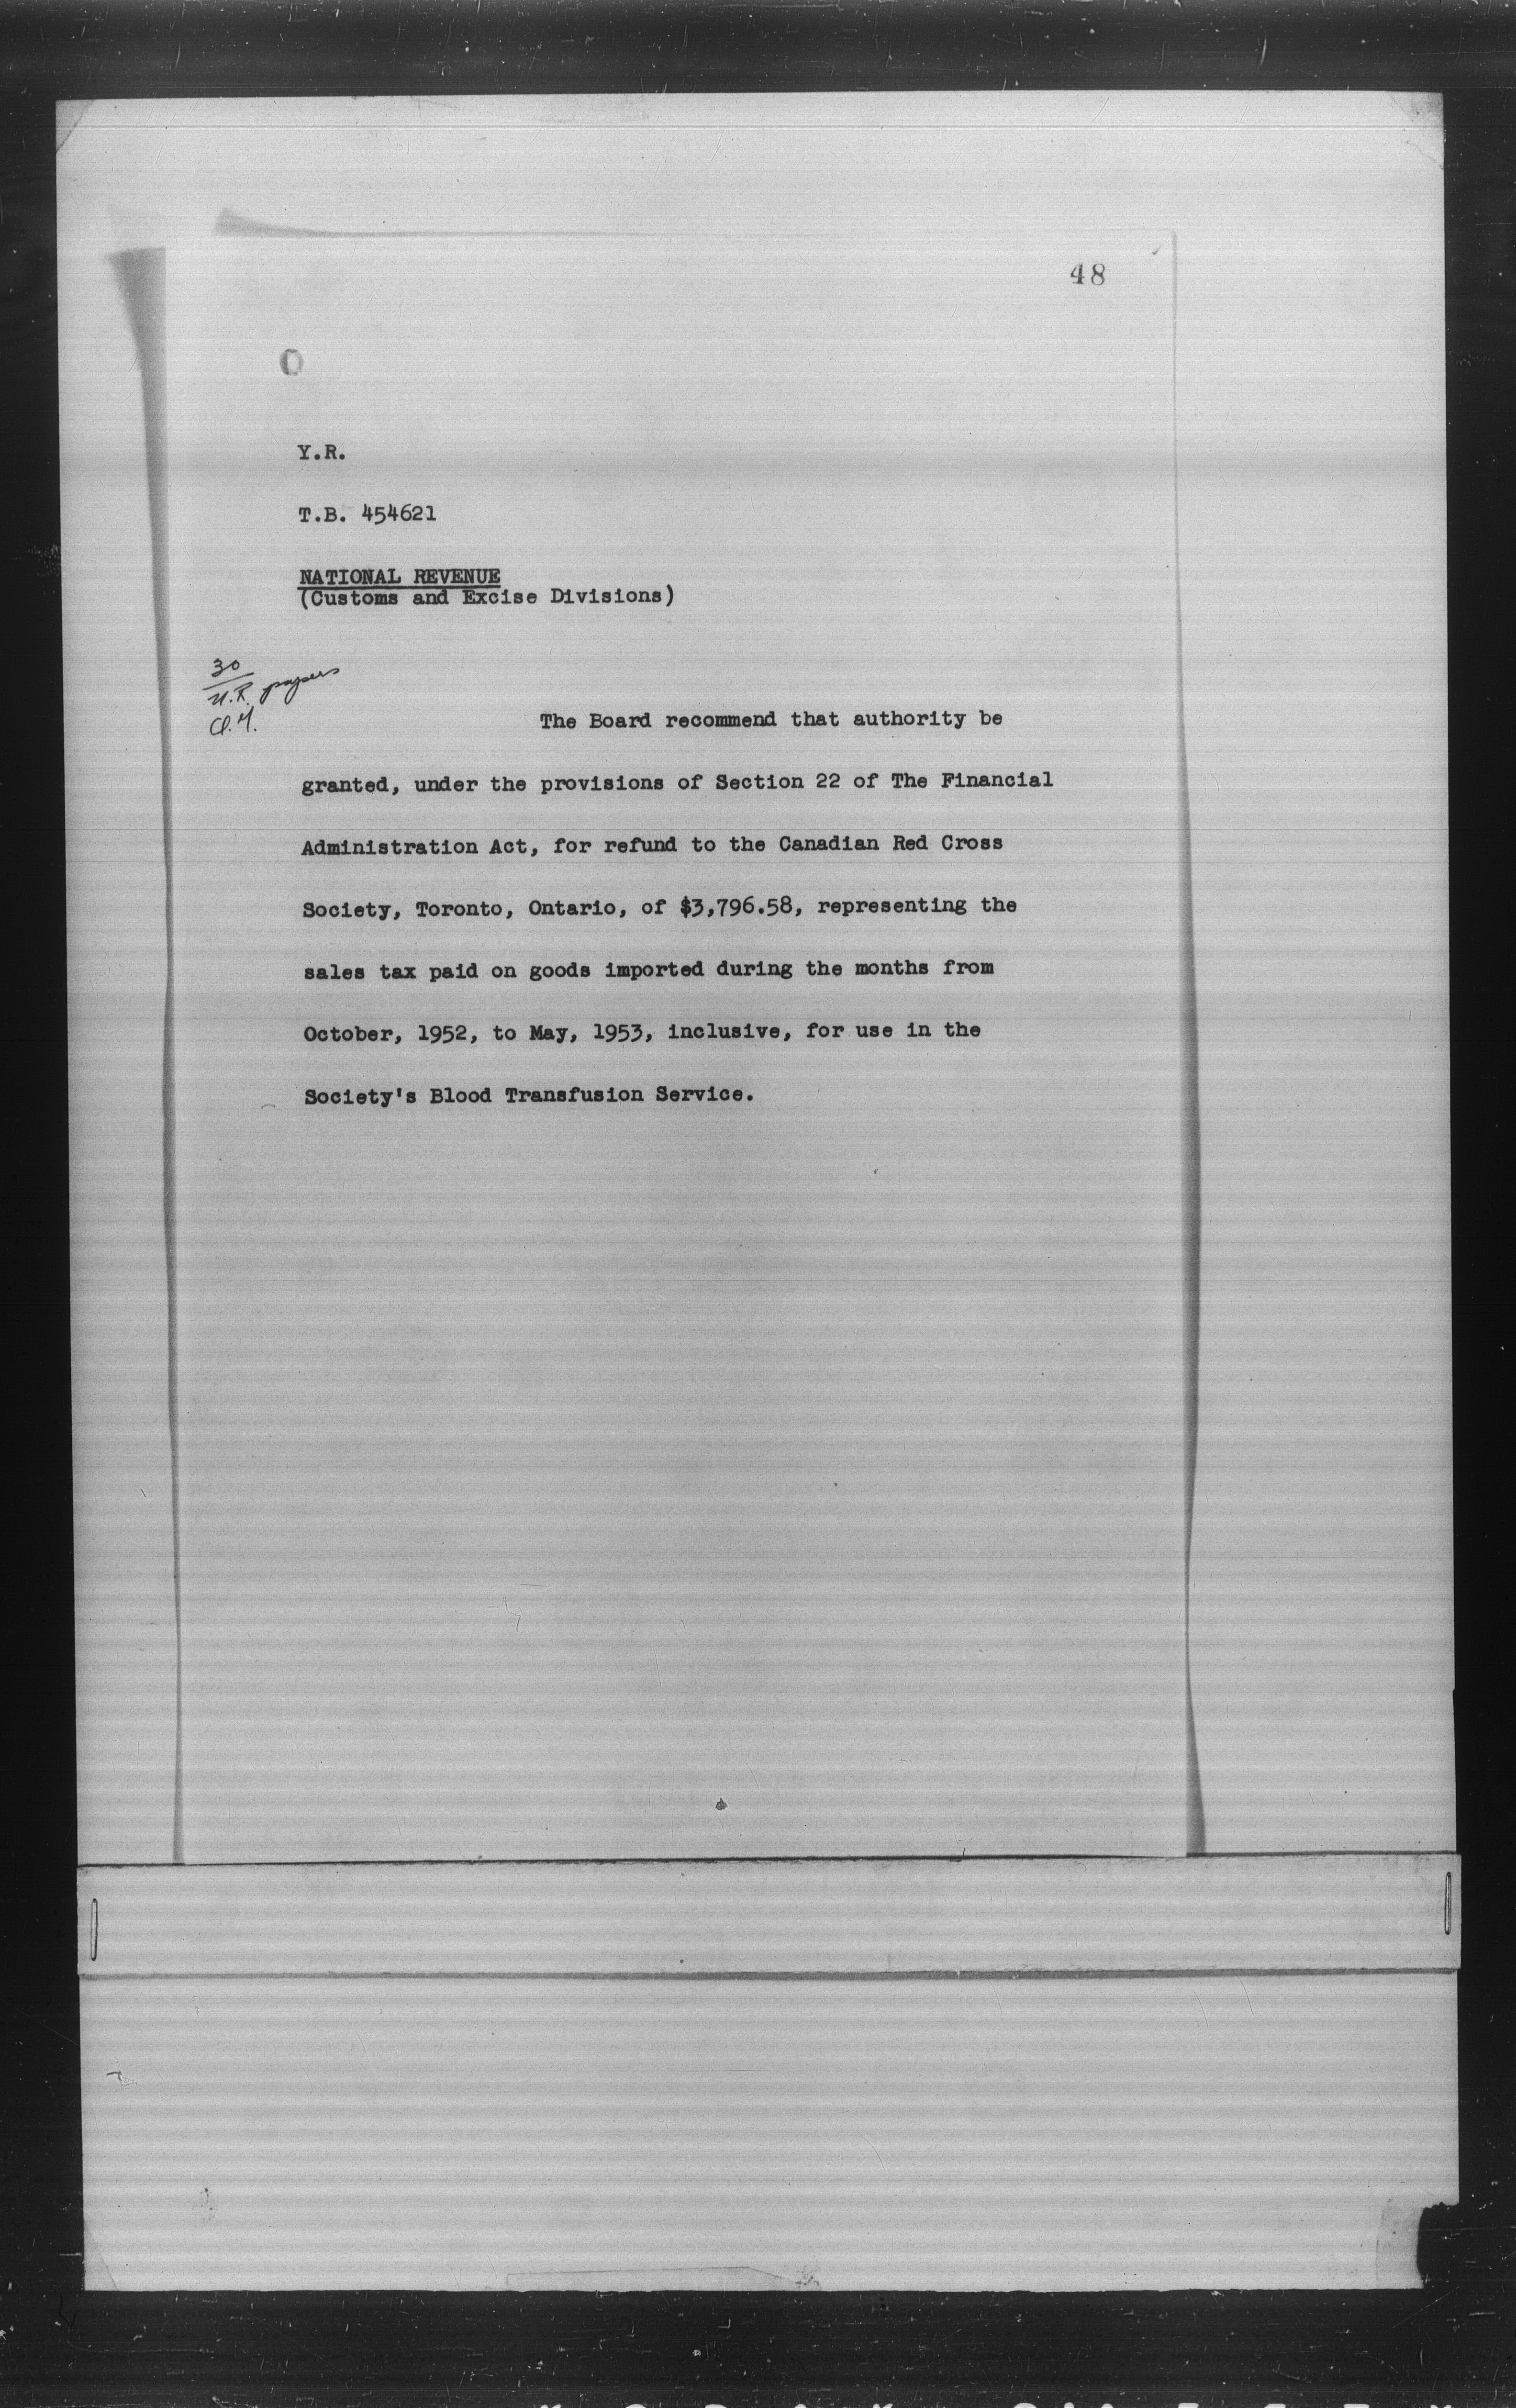 48
Y.R.
T.B. 454621
NATIONAL REVENUE
(Customs and Excise Divisions)
30
papers
The Board recommend that authority be
granted, under the provisions of Section 22 of The Financial
Administration Act, for refund to the Canadian Red Cross
Society, Toronto, Ontario, of $3,796.58, representing the
sales tax paid on goods imported during the months from
October, 1952, to May, 1953, inclusive, for use in the
Society's Blood Transfusion Service.